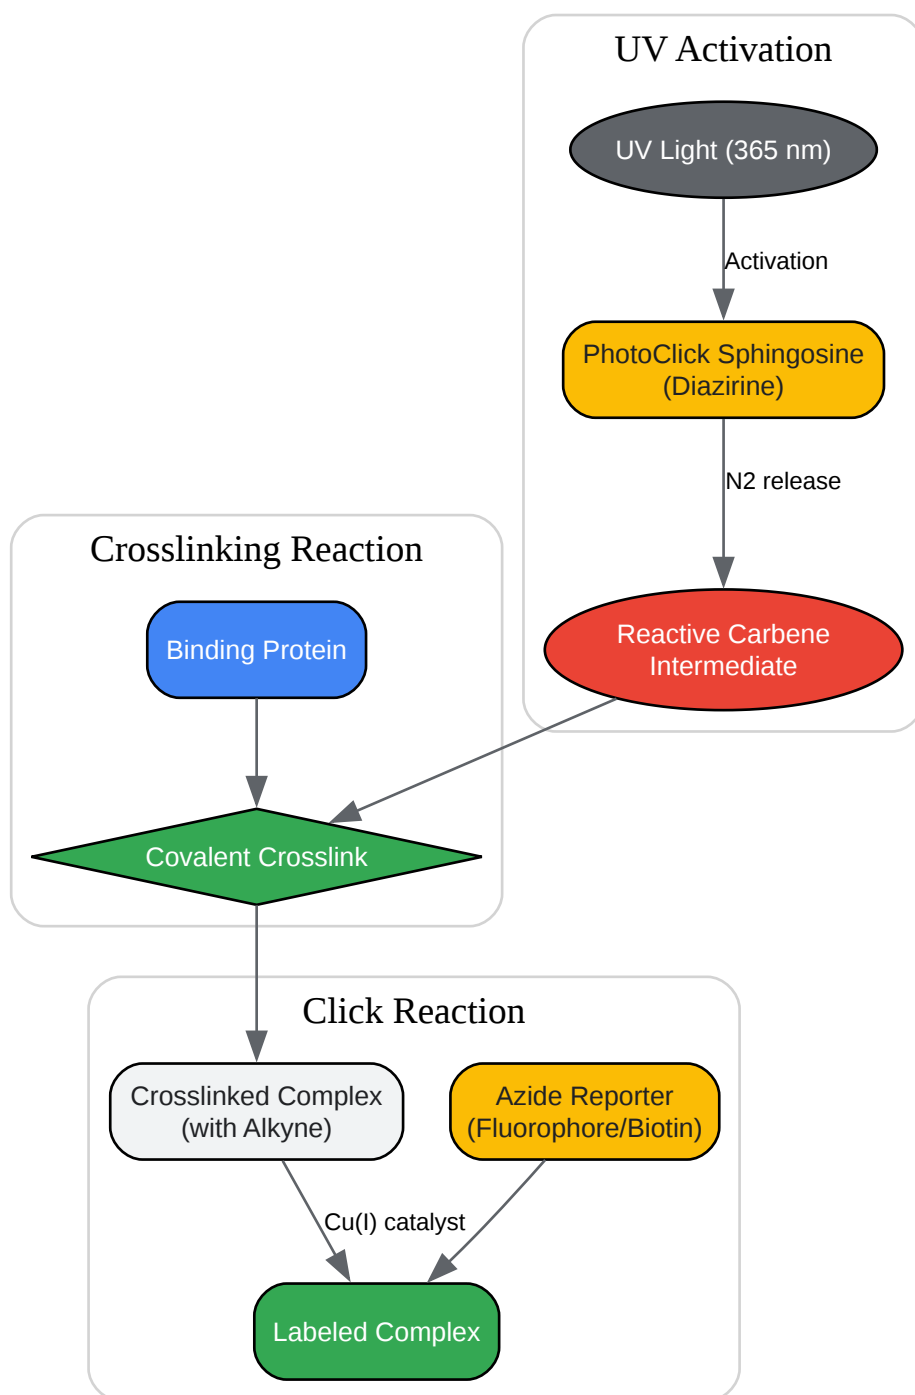 UV Activation
UV Light (365 nm)
Activation
PhotoClick Sphingosine
(Diazirine)
N2 release
Reactive Carbene
Intermediate
Crosslinking Reaction
Binding Protein
Covalent Crosslink
Click Reaction
Crosslinked Complex
(with Alkyne)
Azide Reporter
(Fluorophore/Biotin)
Cu(I) catalyst
Labeled Complex